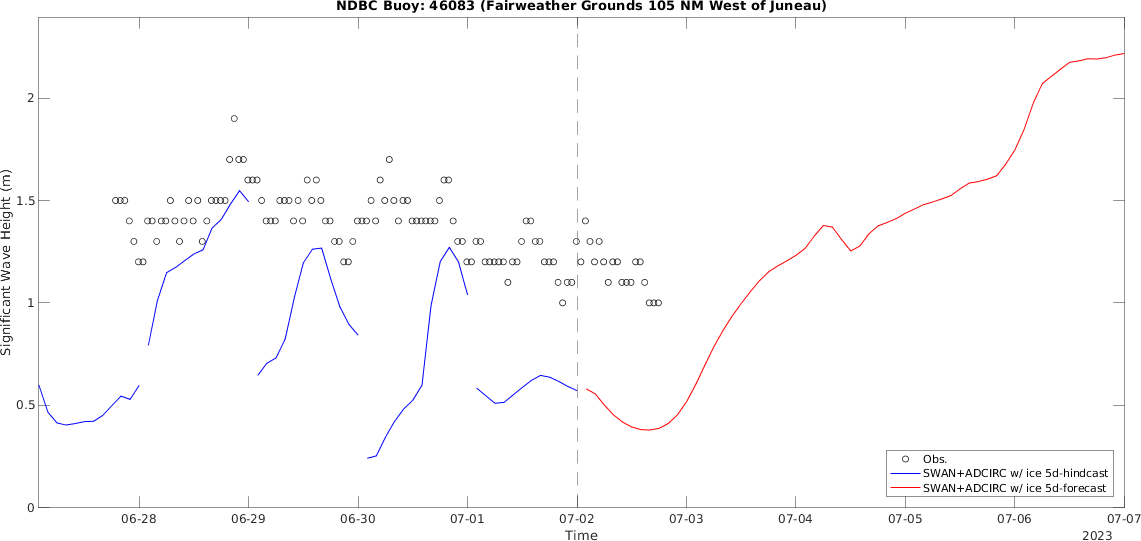 NDBC Buoy: 46083 (Fairweather Grounds 105 NM West of Juneau)
Significant Wave Height (m)
2
1.5
1
0.5
0
Obs.
SWAN+ADCIRC w/ ice 5d-hindcast
SWAN+ADCIRC w/ ice 5d-forecast
06-28 06-29 06-30 07-01 07-02 07-03 07-04 07-05 07-06 07-07
Time
2023